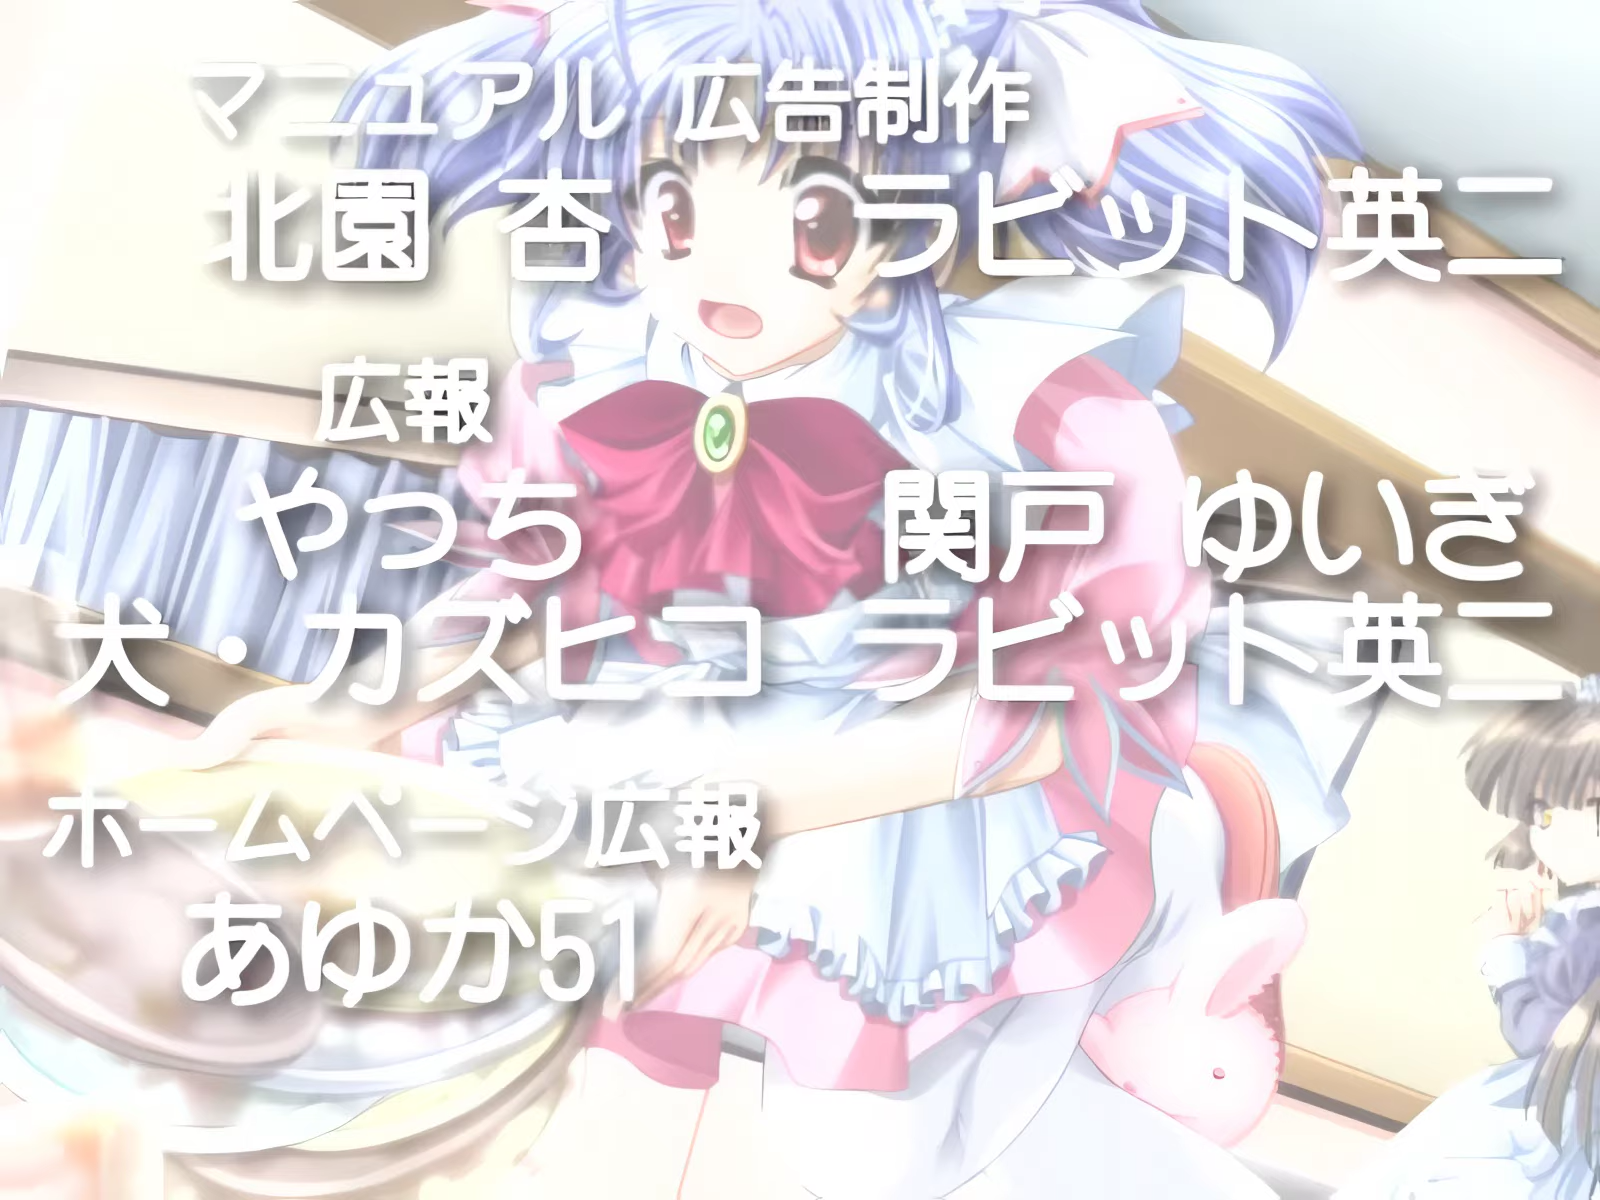 マニュアル 広告制作
北園 杏 ラビット英二
広報
やっち 関戸 ゆいぎ
犬・カズヒコ ラビット英二
ホームページ広報
あゆか51